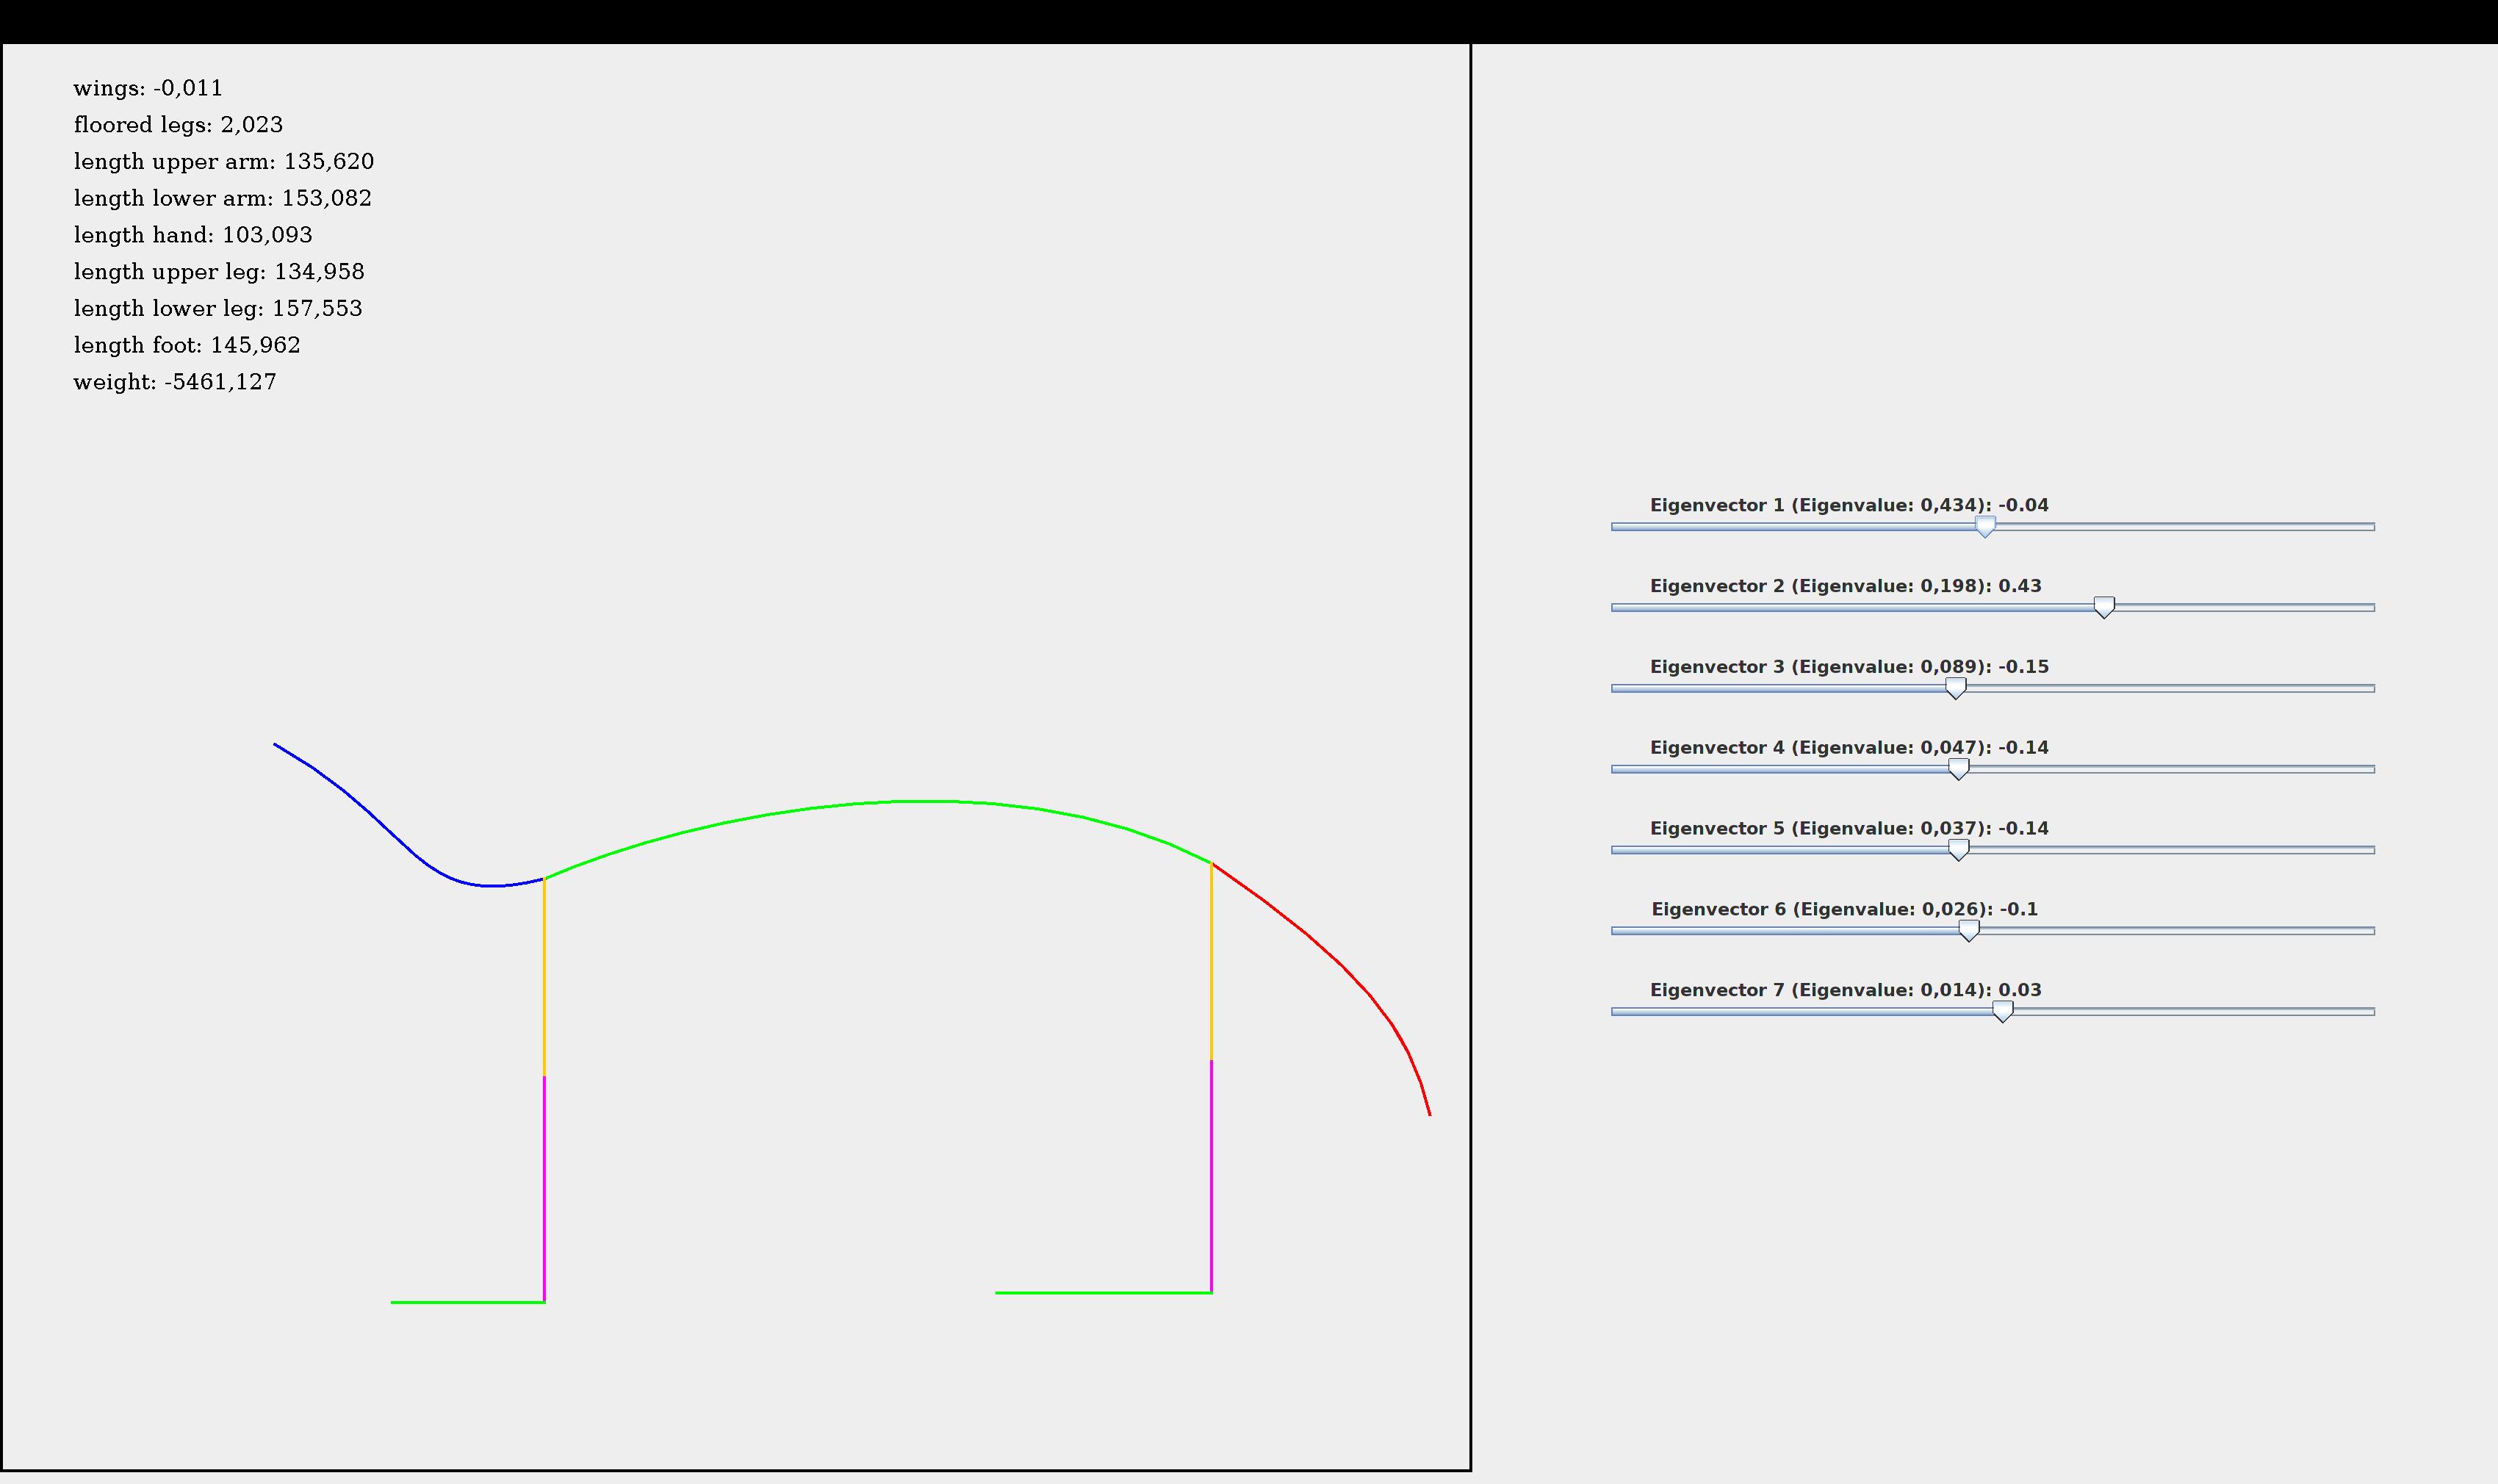 wings: -0,011
floored legs: 2,023
length upper arm: 135,620
length lower arm: 153,082
length hand: 103,093
length upper leg: 134,958
length lower leg: 157,553
length foot: 145,962
weight: -5461,127
Eigenvector 1 (Eigenvalue: 0,434): -0.04
Eigenvector 2 (Eigenvalue: 0,198): 0.43
Eigenvector 3 (Eigenvalue: 0,089): -0.15
Eigenvector 4 (Eigenvalue: 0,047): -0.14
Eigenvector 5 (Eigenvalue: 0,037): -0.14
Eigenvector 6 (Eigenvalue: 0,026): -0.1
Eigenvector 7 (Eigenvalue: 0,014): 0.03